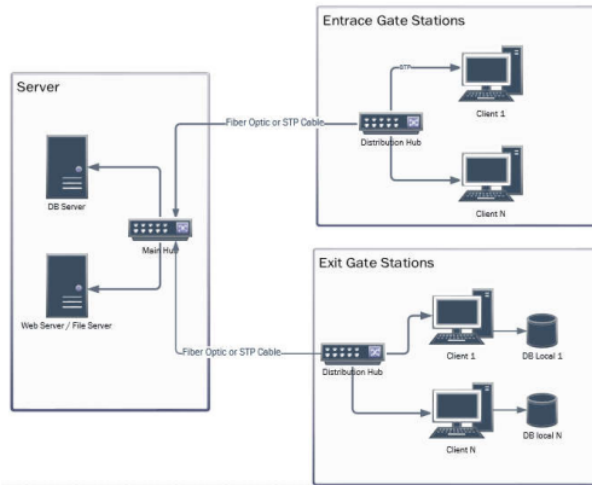 Entrace Gate Stations
STP
Client 1
Distribution Hub
Client N
Server
Fiber Optic or STP Cable
DB Server
Main Hub
Web Server / File Server
Fiber Optic or STP Cable
Exit Gate Stations
Client 1
DB Local 1
Distribution Hub
Client N
DB local N